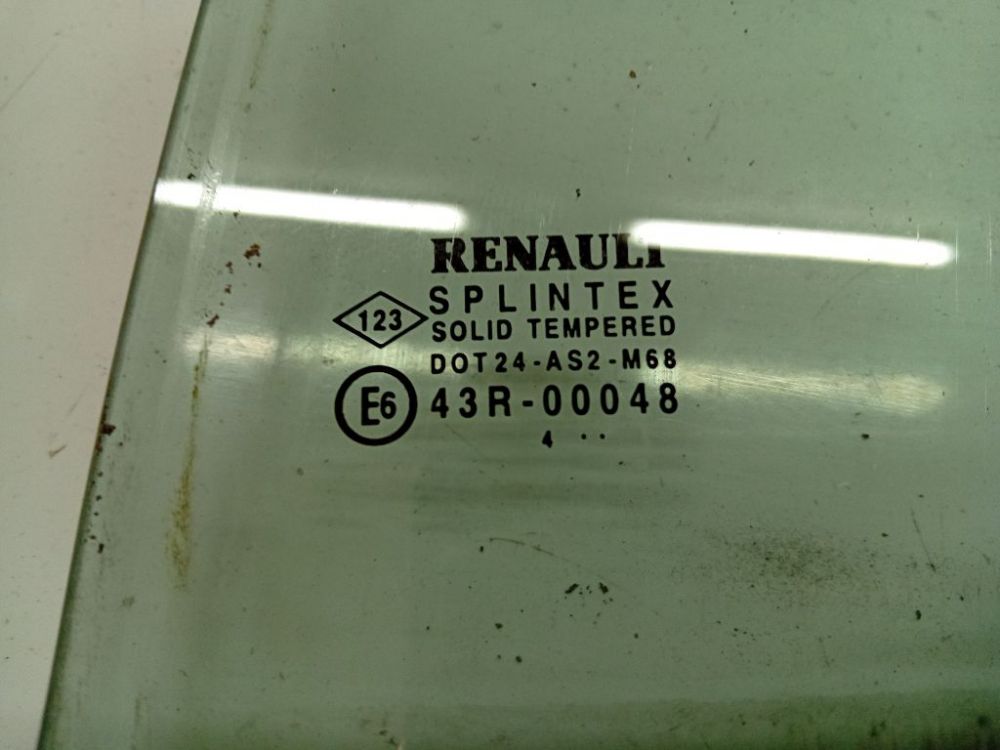 RENAULT
SPLINTEX
123
SOLID TEMPERED
DOT24-AS2-M68
E6 43R-00048
4 ..